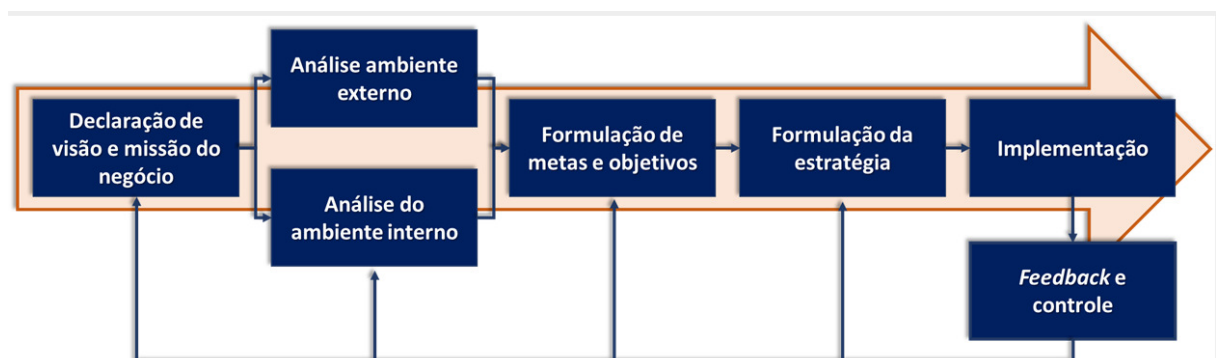 Declaração de
visão e missão do
negócio
Análise ambiente
externo
Análise do
ambiente interno
Formulação de
metas e objetivos
Formulação da
estratégia
Implementação
Feedback e
controle